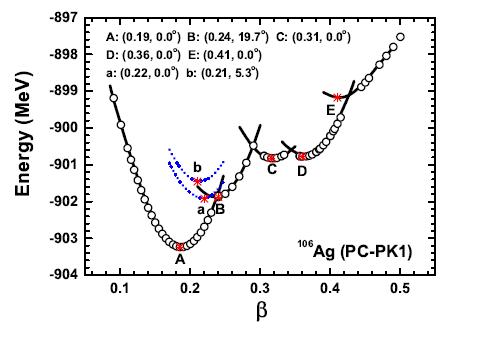 -897
A: (0.19, 0.0°) B: (0.24, 19.7°) C: (0.31, 0.0°)
D: (0.36, 0.0°) E: (0.41, 0.0°)
a: (0.22, 0.0°) b: (0.21, 5.3°)
-898
-899
E
-900
Energy (MeV)
-901
b
C
D
-902
a
B
-903
A
¹⁰⁶Ag (PC-PK1)
-904
0.1 0.2 0.3 0.4 0.5
β